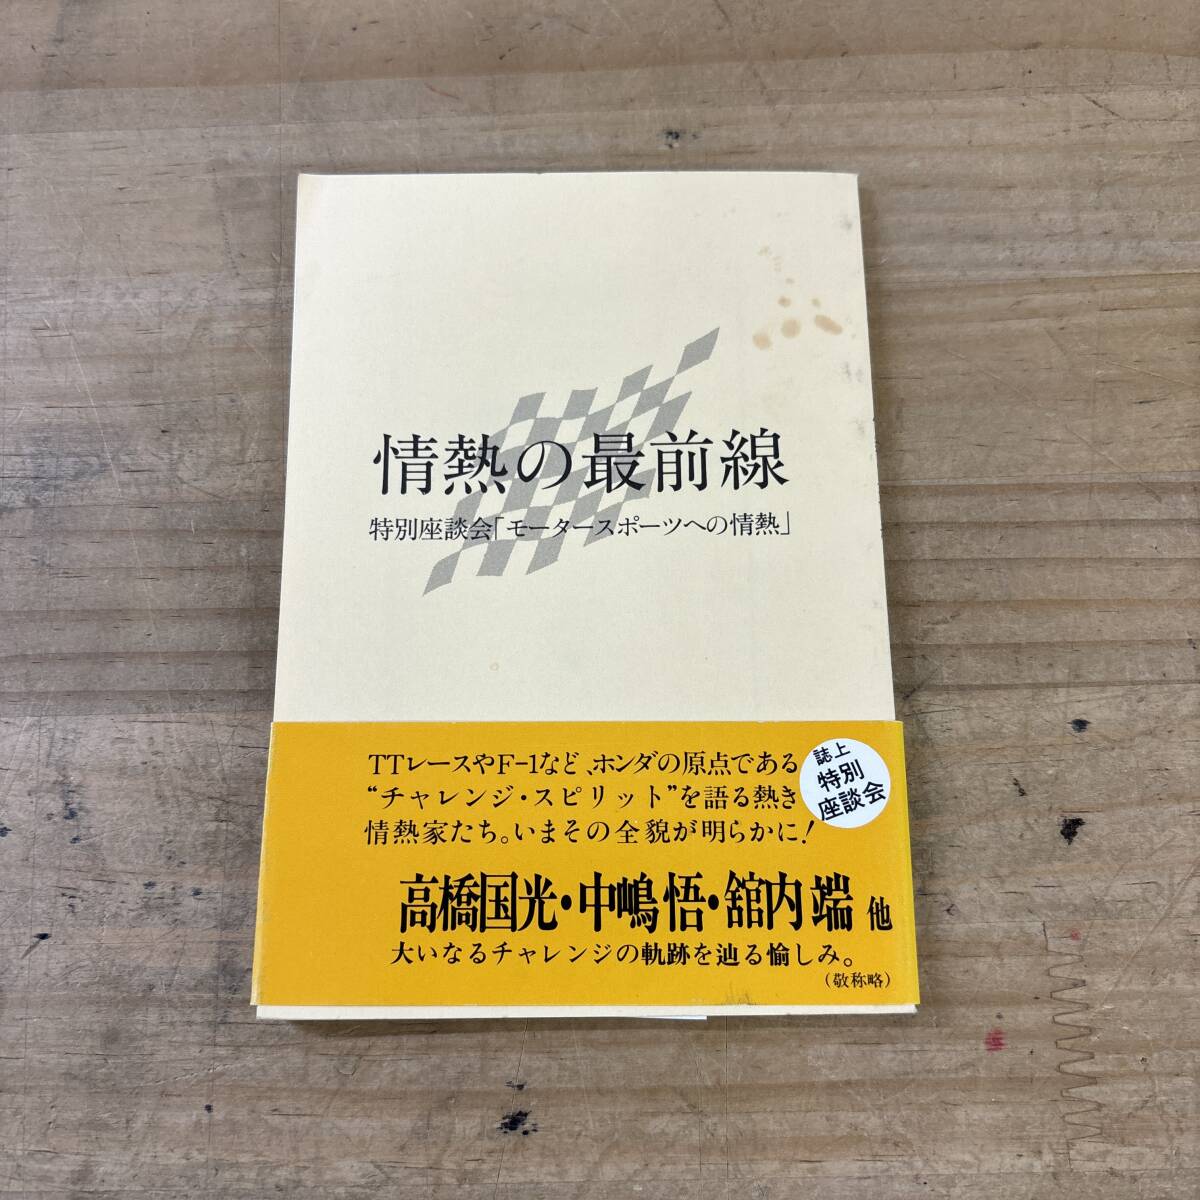 情熱の最前線
特別座談会「モータースポーツへの情熱」
TTレースやF-1など、ホンダの原点である
“チャレンジ・スピリット”を語る熱き
情熱家たち。いまその全貌が明らかに!
誌上
特別
座談会
高橋国光・中嶋 悟・舘内 端 他
大いなるチャレンジの軌跡を辿る愉しみ。
(敬称略)